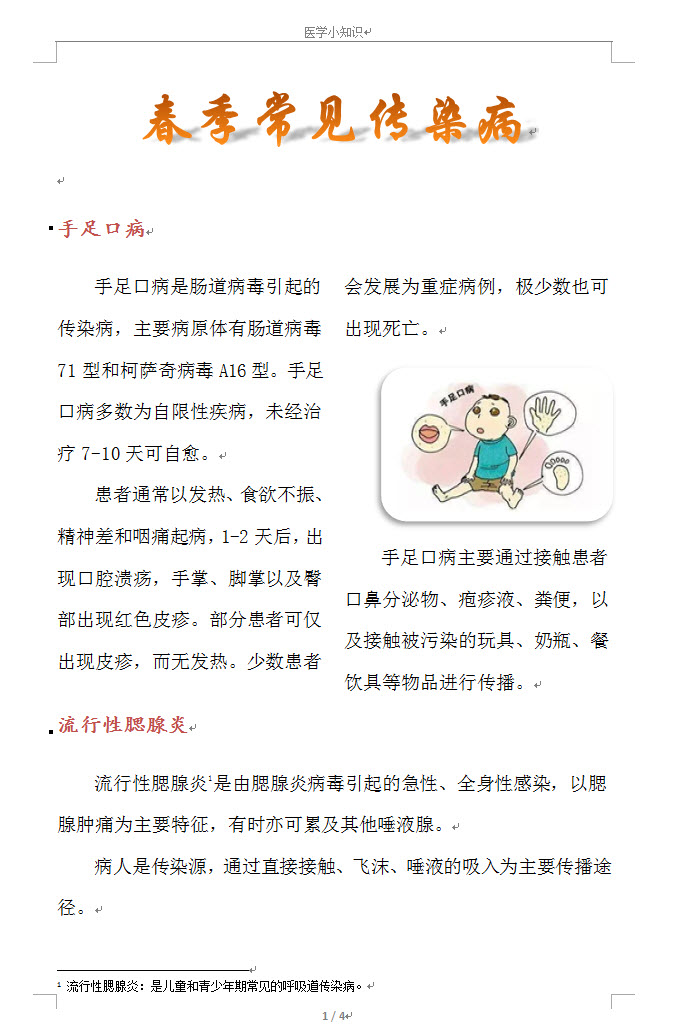 医学小知识
春季常见传染病
手足口病
手足口病是肠道病毒引起的
传染病，主要病原体有肠道病毒
71型和柯萨奇病毒A16型。手足
口病多数为自限性疾病，未经治
疗7-10天可自愈。
患者通常以发热、食欲不振、
精神差和咽痛起病，1-2天后，出
现口腔溃疡，手掌、脚掌以及臀
部出现红色皮疹。部分患者可仅
出现皮疹，而无发热。少数患者
会发展为重症病例，极少数也可
出现死亡。
手足口病
手足口病主要通过接触患者
口鼻分泌物、疱疹液、粪便，以
及接触被污染的玩具、奶瓶、餐
饮具等物品进行传播。
流行性腮腺炎
流行性腮腺炎¹是由腮腺炎病毒引起的急性、全身性感染，以腮
腺肿痛为主要特征，有时亦可累及其他唾液腺。
病人是传染源，通过直接接触、飞沫、唾液的吸入为主要传播途
径。
¹ 流行性腮腺炎：是儿童和青少年期常见的呼吸道传染病。
1 / 4